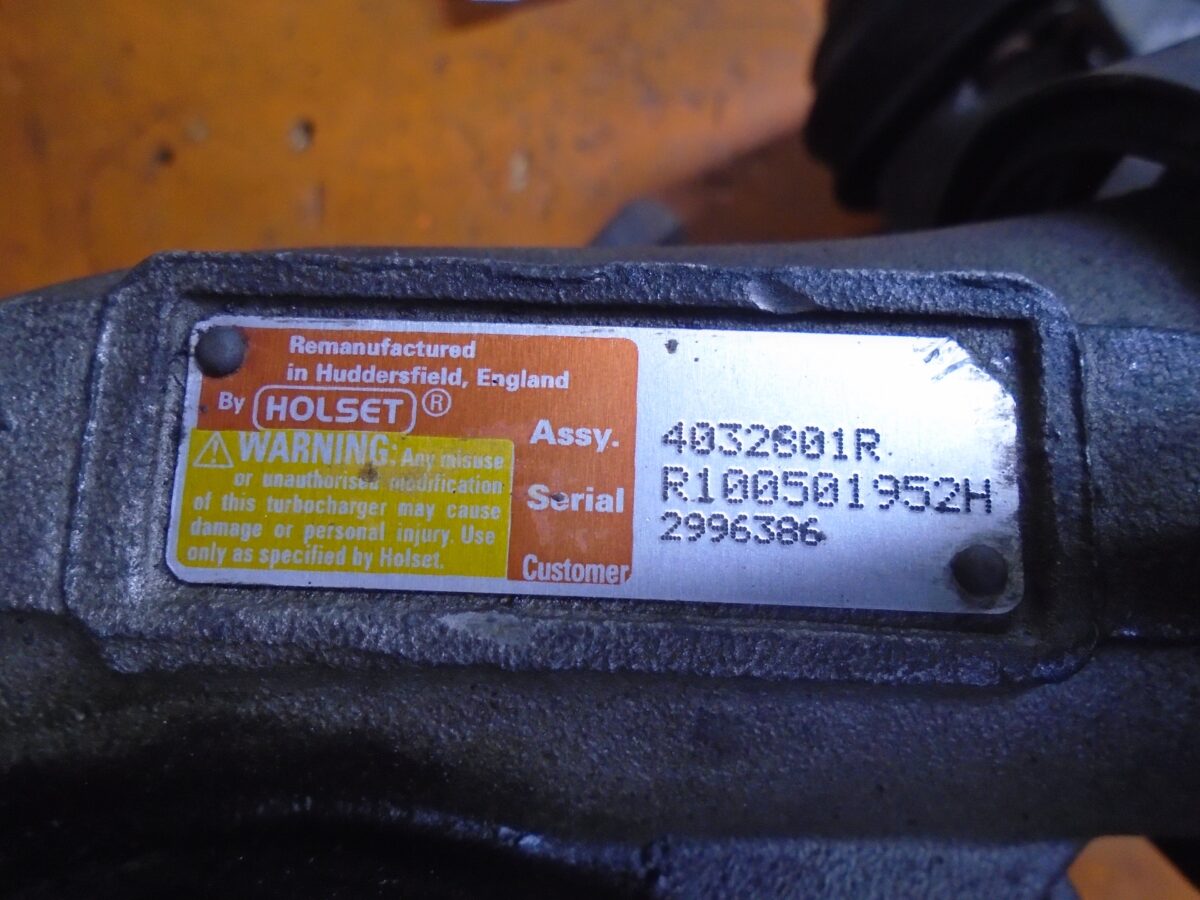 Remanufactured
in Huddersfield, England
By HOLSET ®
WARNING: Any misuse
or unauthorised modification
of this turbocharger may cause
damage or personal injury. Use
only as specified by Holset.
Assy. 4032801R
Serial R100501952H
Customer 2996386